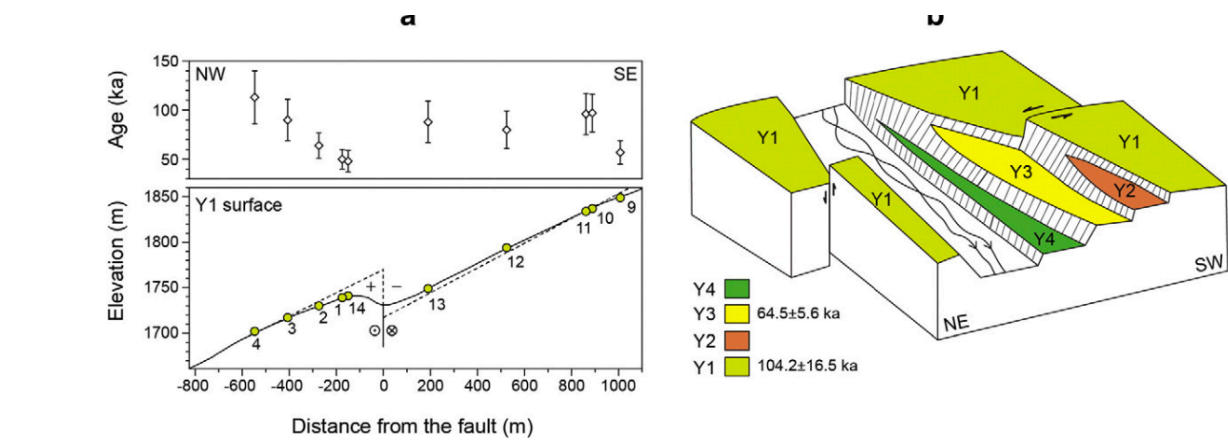 a
b
150
100
50
Age (ka)
NW
SE
1850
1800
1750
1700
Elevation (m)
Y1 surface
4
3
2
1
14
13
12
11
10
9
+
−
-800 -600 -400 -200 0 200 400 600 800 1000
Distance from the fault (m)
Y1
Y1
Y1
Y1
Y3
Y2
Y4
NE
SW
Y4
Y3 64.5±5.6 ka
Y2
Y1 104.2±16.5 ka